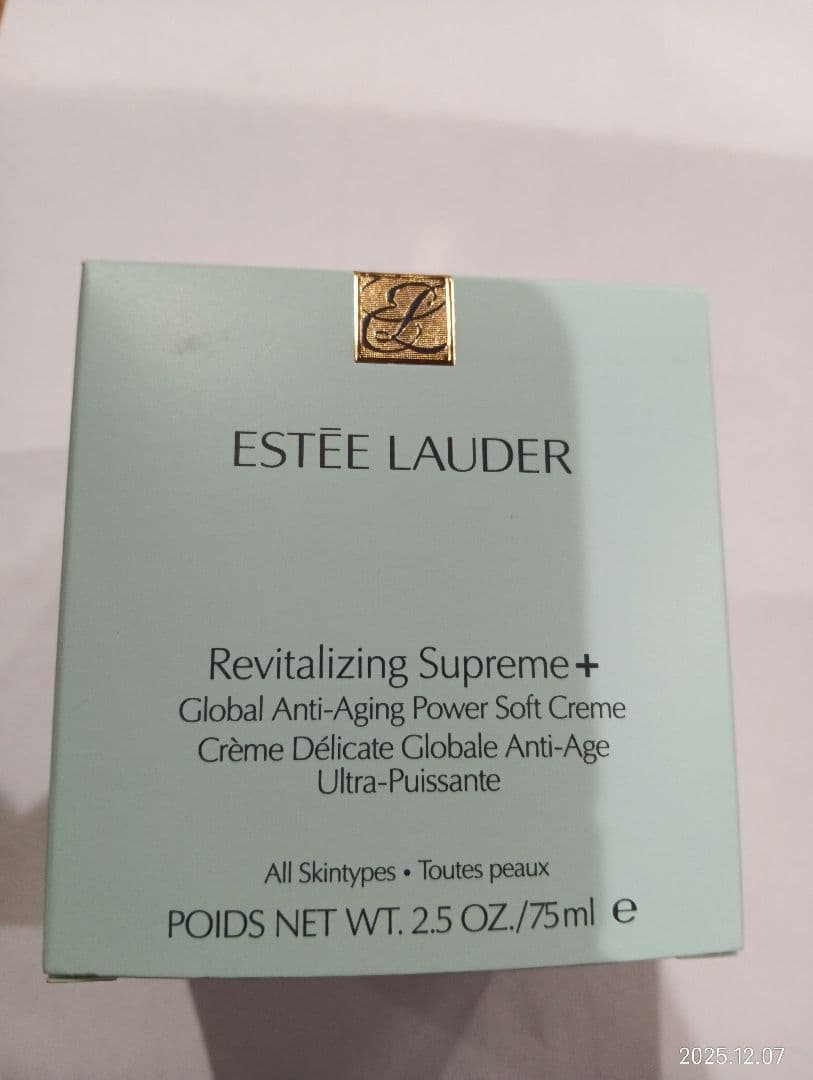 EL
ESTĒE LAUDER
Revitalizing Supreme+
Global Anti-Aging Power Soft Creme
Crème Délicate Globale Anti-Age
Ultra-Puissante
All Skintypes • Toutes peaux
POIDS NET WT. 2.5 OZ./75ml ℮
2025.12.07